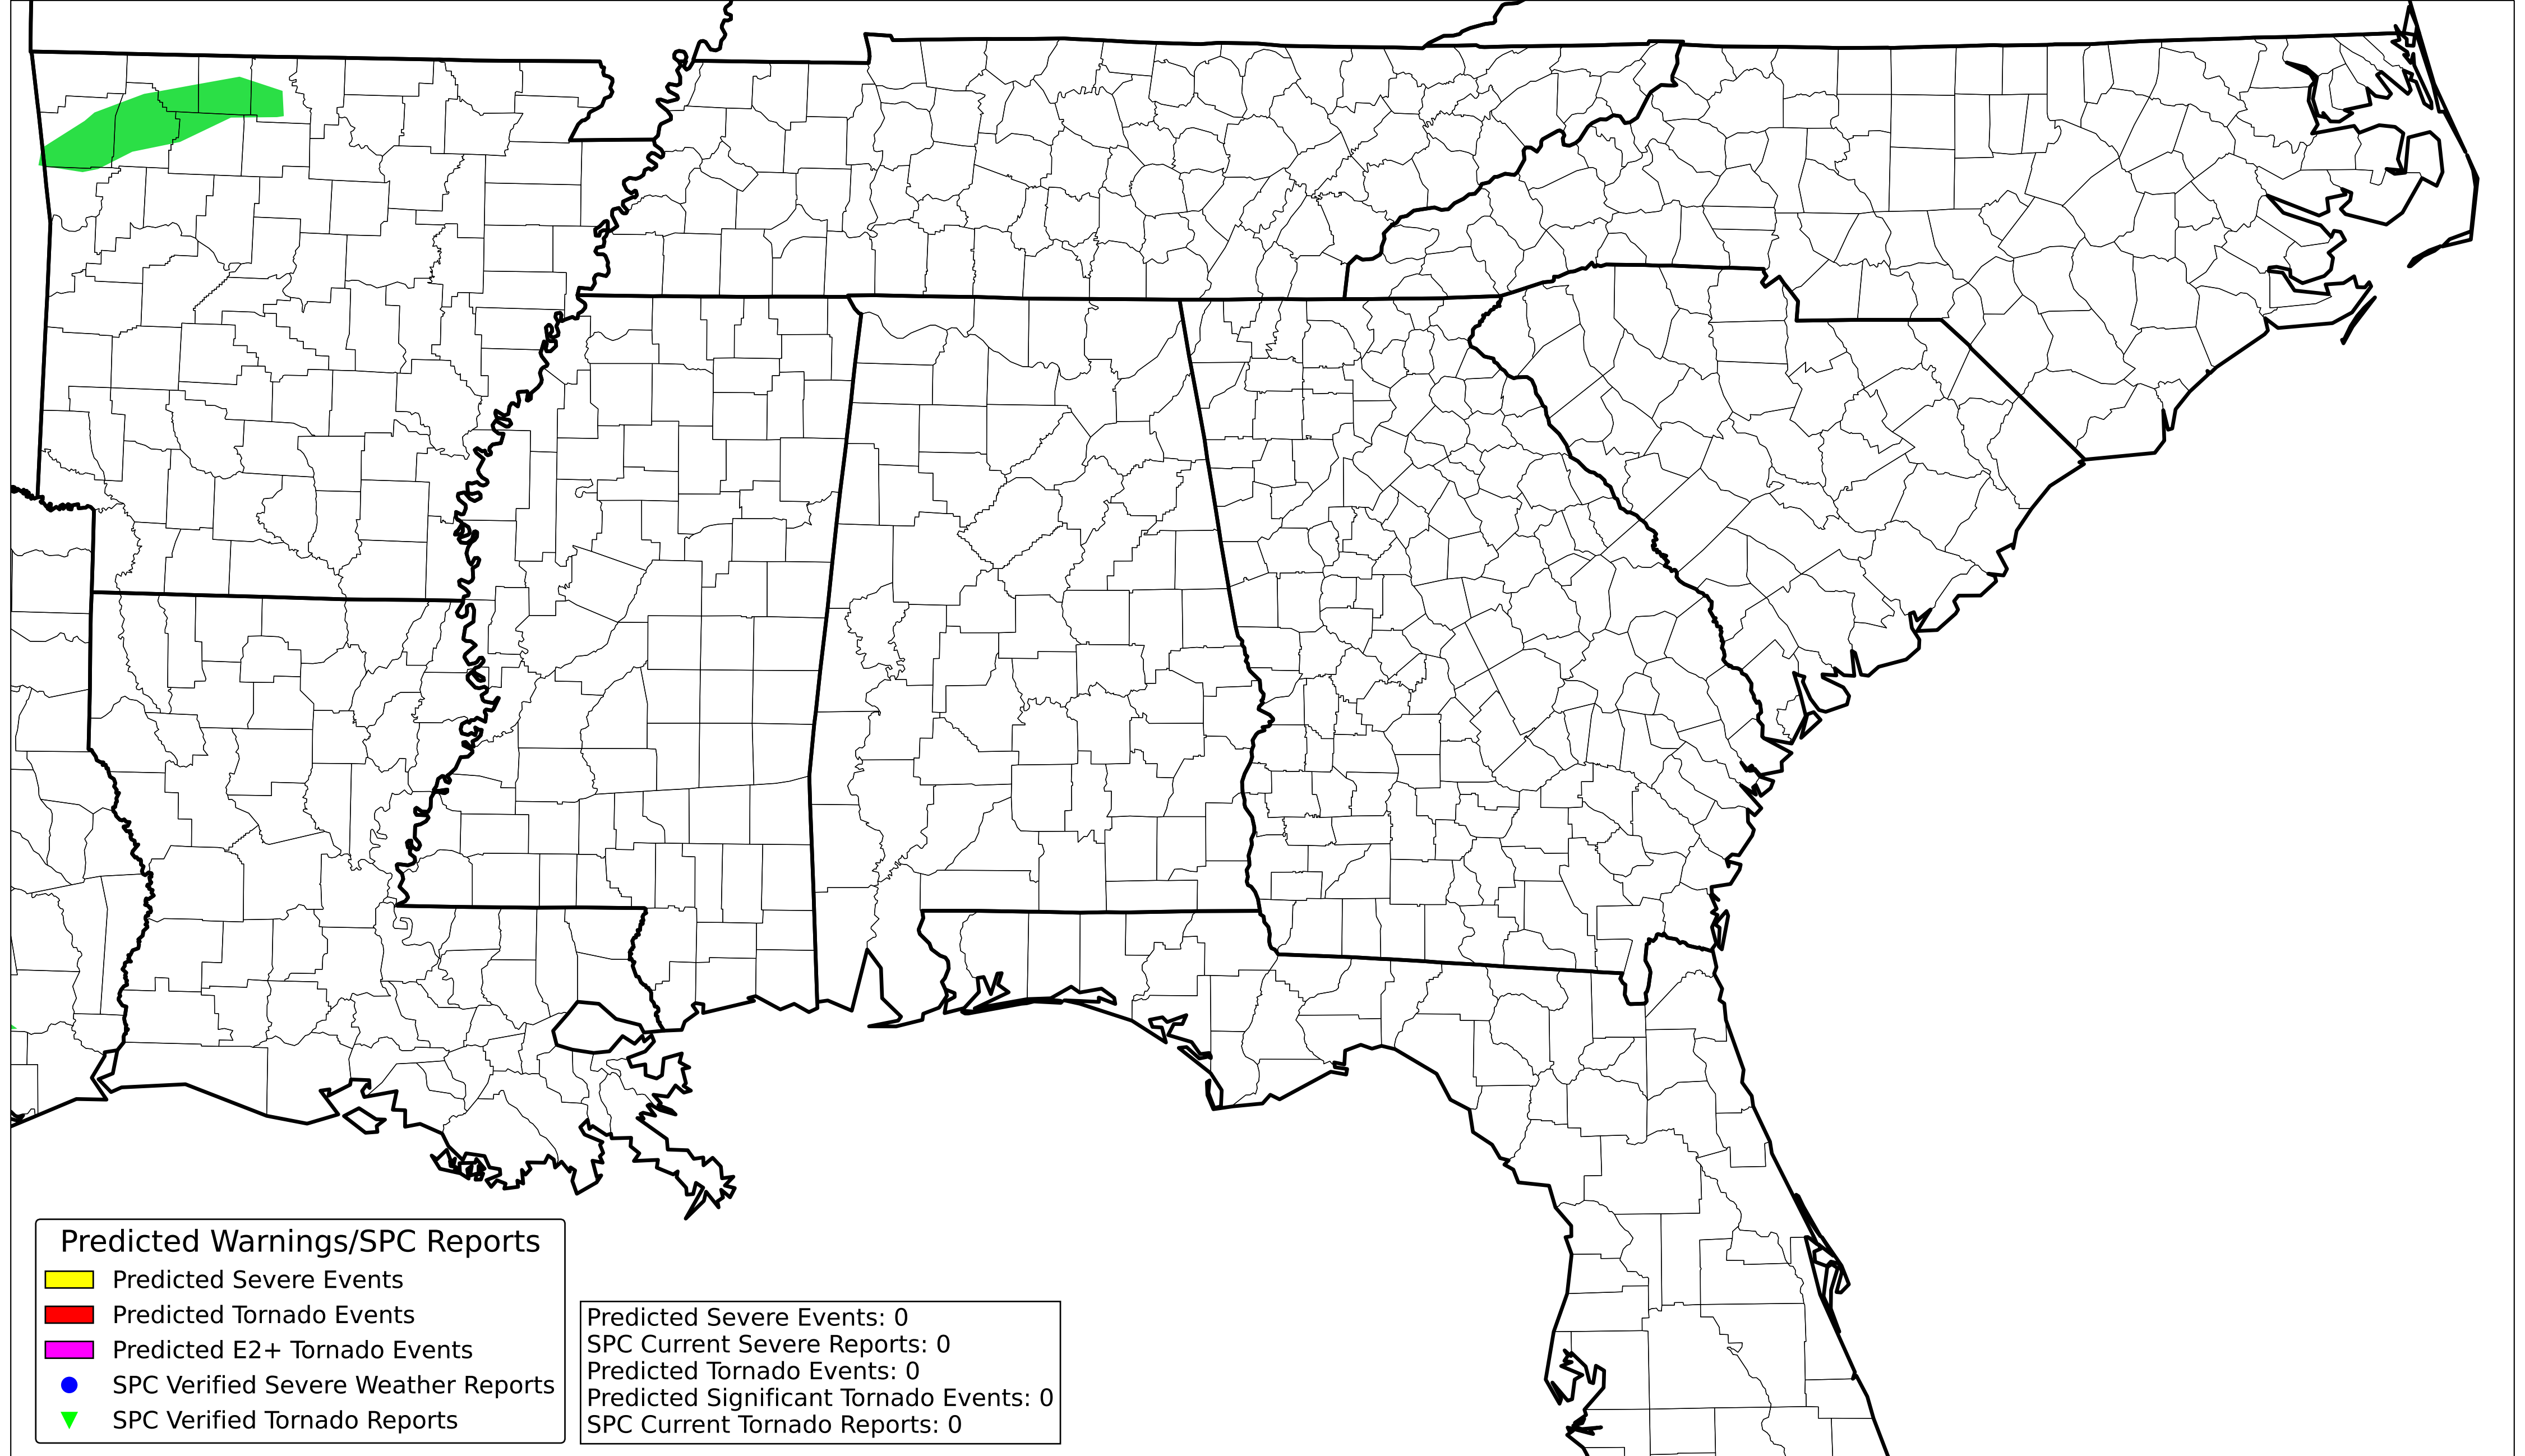 Predicted Warnings/SPC Reports
Predicted Severe Events
Predicted Tornado Events
Predicted E2+ Tornado Events
SPC Verified Severe Weather Reports
SPC Verified Tornado Reports
Predicted Severe Events: 0
SPC Current Severe Reports: 0
Predicted Tornado Events: 0
Predicted Significant Tornado Events: 0
SPC Current Tornado Reports: 0